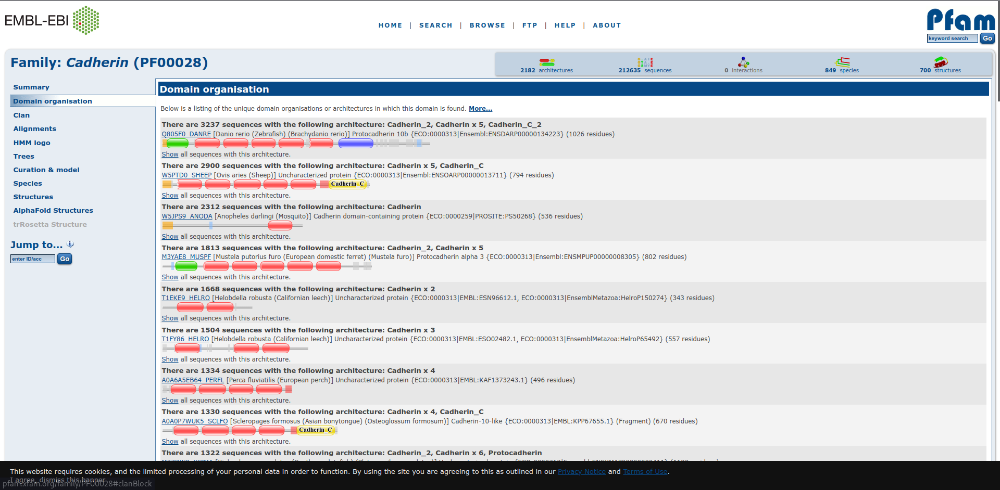 EMBL-EBI
HOME | SEARCH | BROWSE | FTP | HELP | ABOUT
Pfam
keyword search Go
Family: Cadherin (PF00028)
2182 architectures
212635 sequences
0 interactions
849 species
700 structures
Summary
Domain organisation
Clan
Alignments
HMM logo
Trees
Curation & model
Species
Structures
AlphaFold Structures
trRosetta Structure
Jump to... i
enter ID/acc Go
Domain organisation
Below is a listing of the unique domain organisations or architectures in which this domain is found. More...
There are 3237 sequences with the following architecture: Cadherin_2, Cadherin x 5, Cadherin_C_2
Q805F0_DANRE [Danio rerio (Zebrafish) (Brachydanio rerio)] Protocadherin 10b {ECO:0000313|Ensembl:ENSDARP00000134223} (1026 residues)
Show all sequences with this architecture.
There are 2900 sequences with the following architecture: Cadherin x 5, Cadherin_C
W5PTD0_SHEEP [Ovis aries (Sheep)] Uncharacterized protein {ECO:0000313|Ensembl:ENSOARP00000013711} (794 residues)
Cadherin_C
Show all sequences with this architecture.
There are 2312 sequences with the following architecture: Cadherin
W5JPS9_ANODA [Anopheles darlingi (Mosquito)] Cadherin domain-containing protein {ECO:0000259|PROSITE:PS50268} (536 residues)
Show all sequences with this architecture.
There are 1813 sequences with the following architecture: Cadherin_2, Cadherin x 5
M3YAE8_MUSPF [Mustela putorius furo (European domestic ferret) (Mustela furo)] Protocadherin alpha 3 {ECO:0000313|Ensembl:ENSMPUP00000008305} (802 residues)
Show all sequences with this architecture.
There are 1668 sequences with the following architecture: Cadherin x 2
T1EKE9_HELRO [Helobdella robusta (Californian leech)] Uncharacterized protein {ECO:0000313|EMBL:ESN96612.1, ECO:0000313|EnsemblMetazoa:HelroP150274} (343 residues)
Show all sequences with this architecture.
There are 1504 sequences with the following architecture: Cadherin x 3
T1FY86_HELRO [Helobdella robusta (Californian leech)] Uncharacterized protein {ECO:0000313|EMBL:ESO02482.1, ECO:0000313|EnsemblMetazoa:HelroP65492} (557 residues)
Show all sequences with this architecture.
There are 1334 sequences with the following architecture: Cadherin x 4
A0A6A5EB64_PERFL [Perca fluviatilis (European perch)] Uncharacterized protein {ECO:0000313|EMBL:KAF1373243.1} (496 residues)
Show all sequences with this architecture.
There are 1330 sequences with the following architecture: Cadherin x 4, Cadherin_C
A0A0P7WUK5_SCLFO [Scleropages formosus (Asian bonytongue) (Osteoglossum formosum)] Cadherin-10-like {ECO:0000313|EMBL:KPP67655.1} (Fragment) (670 residues)
Cadherin_C
Show all sequences with this architecture.
There are 1322 sequences with the following architecture: Cadherin_2, Cadherin x 6, Protocadherin
This website requires cookies, and the limited processing of your personal data in order to function. By using the site you are agreeing to this as outlined in our Privacy Notice and Terms of Use.
I agree, dismiss this banner
pfam.xfam.org/family/PF00028#clanBlock